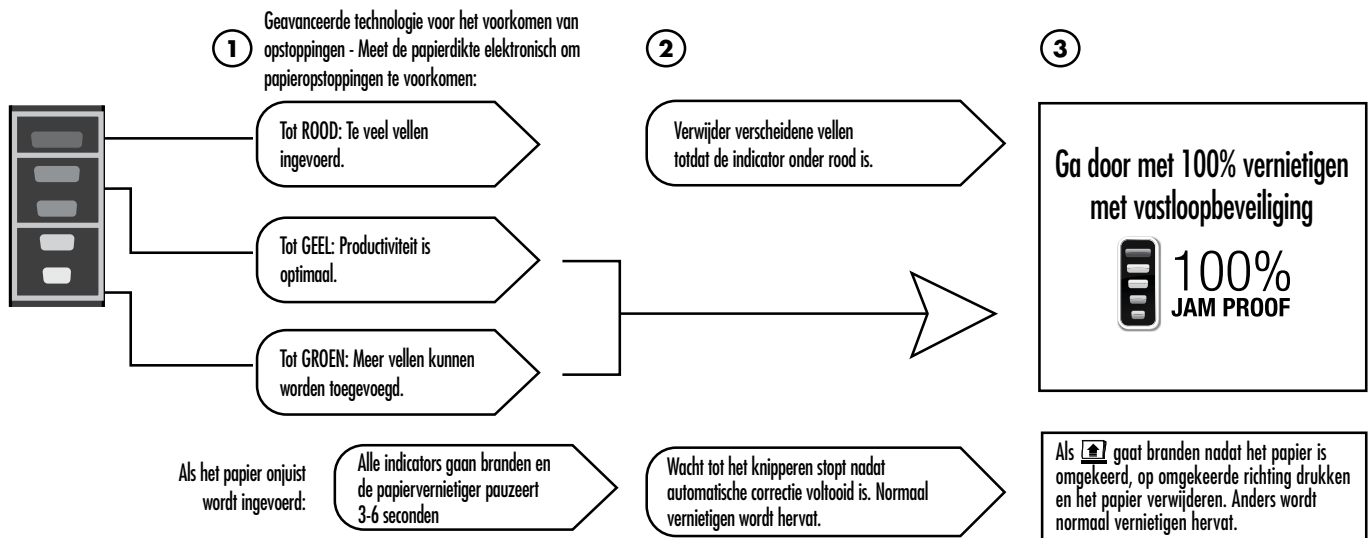 1
Geavanceerde technologie voor het voorkomen van
opstoppingen - Meet de papierdikte elektronisch om
papieropstoppingen te voorkomen:
2
3
Tot ROOD: Te veel vellen
ingevoerd.
Verwijder verscheidene vellen
totdat de indicator onder rood is.
Ga door met 100% vernietigen
met vastloopbeveiliging
100%
JAM PROOF
Tot GEEL: Productiviteit is
optimaal.
Tot GROEN: Meer vellen kunnen
worden toegevoegd.
Als het papier onjuist
wordt ingevoerd:
Alle indicators gaan branden en
de papiervernietiger pauzeert
3-6 seconden
Wacht tot het knipperen stopt nadat
automatische correctie voltooid is. Normaal
vernietigen wordt hervat.
Als gaat branden nadat het papier is
omgekeerd, op omgekeerde richting drukken
en het papier verwijderen. Anders wordt
normaal vernietigen hervat.